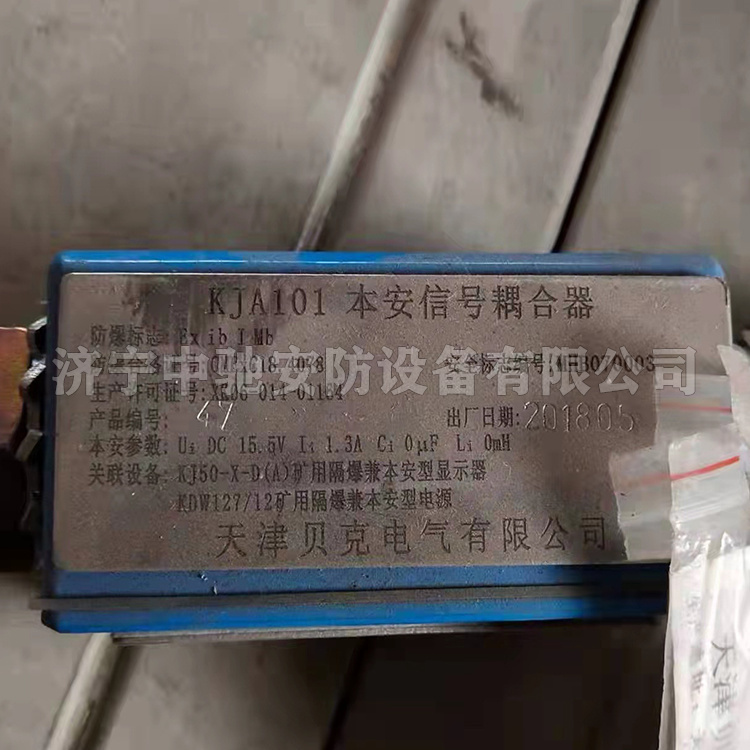 KJA101 本安信号耦合器
防爆标志: Ex ib I Mb
生产许可证号: XK06-014-01164
安全标志编号:
产品编号: 47
出厂日期: 201805
本安参数: Ui DC 15.5V Ii 1.3A Ci 0μF Li 0mH
关联设备: KJ50-X-D(A)矿用隔爆兼本安型显示器
KDW127/12矿用隔爆兼本安型电源
天津贝克电气有限公司
济宁申驰安防设备有限公司
天津